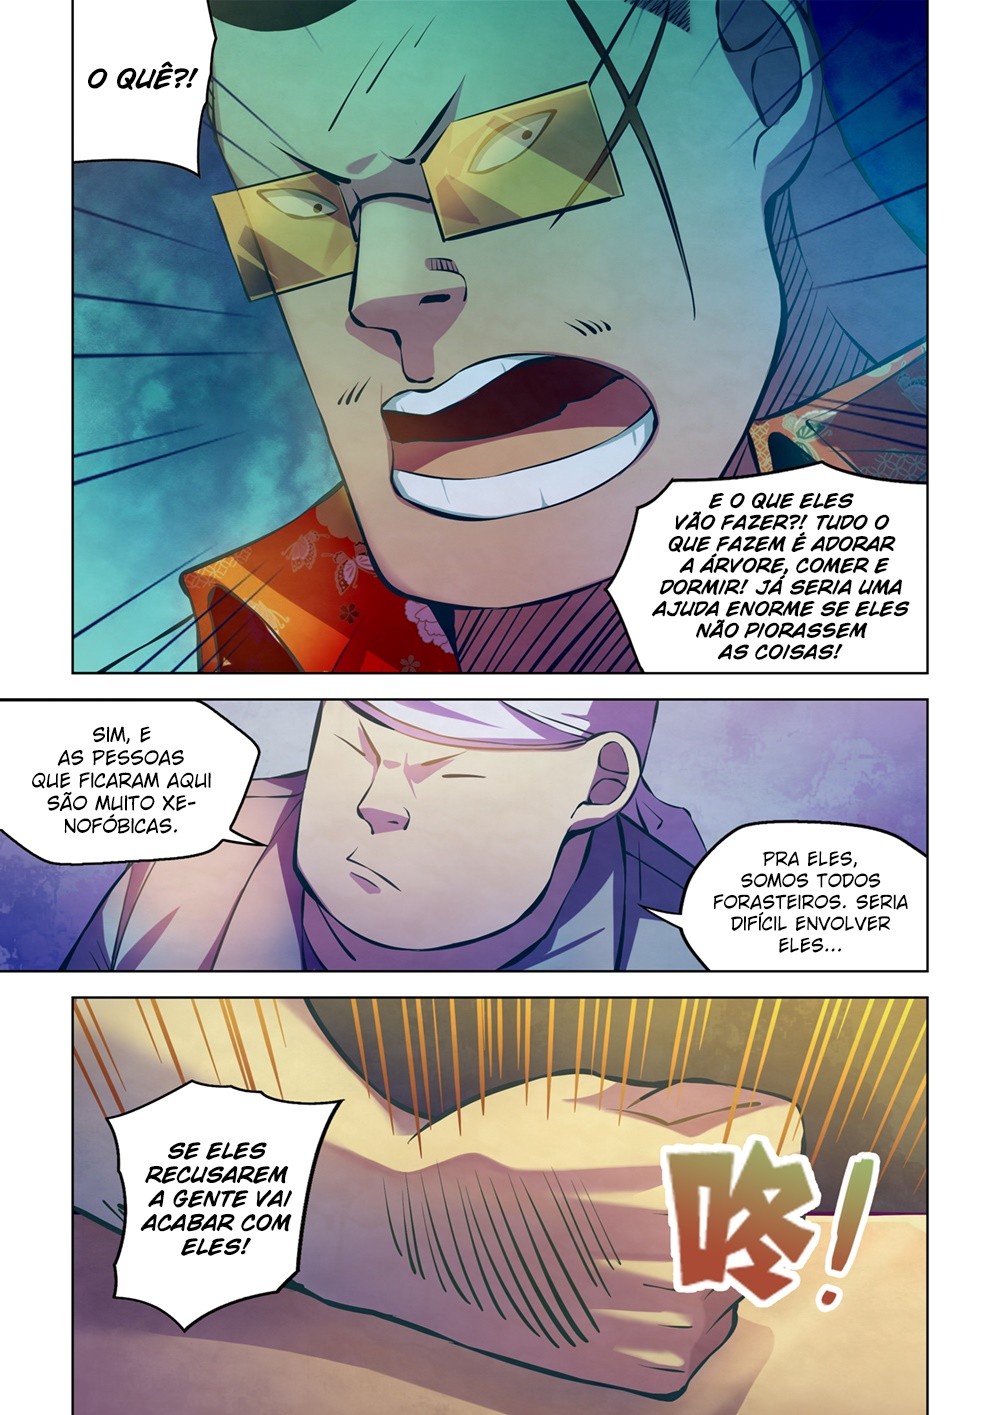 O QUÊ?!
E O QUE ELES
VÃO FAZER?! TUDO O
QUE FAZEM É ADORAR
A ÁRVORE, COMER E
DORMIR! JÁ SERIA UMA
AJUDA ENORME SE ELES
NÃO PIORASSEM
AS COISAS!
SIM, E
AS PESSOAS
QUE FICARAM AQUI
SÃO MUITO XE-
NOFÓBICAS.
PRA ELES,
SOMOS TODOS
FORASTEIROS. SERIA
DIFÍCIL ENVOLVER
ELES...
SE ELES
RECUSAREM
A GENTE VAI
ACABAR COM
ELES!
咚!